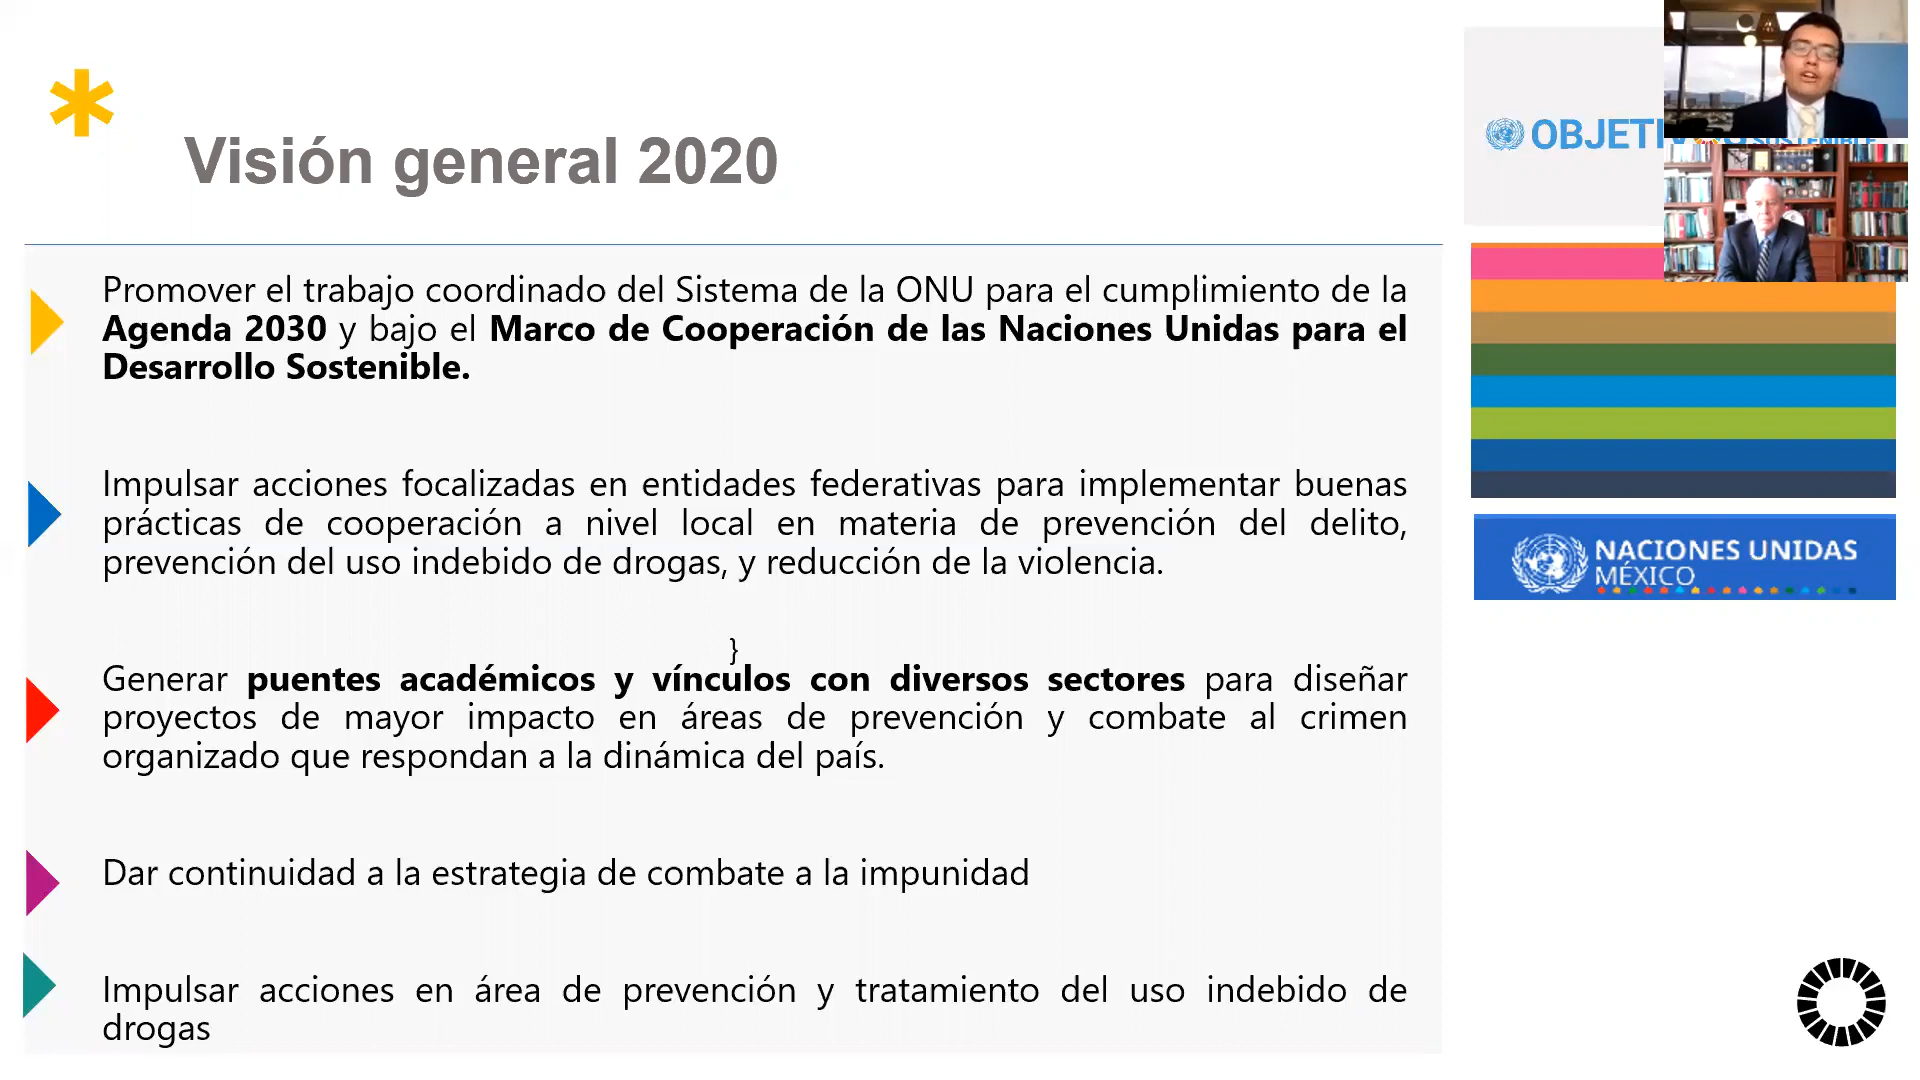 Visión general 2020
Promover el trabajo coordinado del Sistema de la ONU para el cumplimiento de la
Agenda 2030 y bajo el Marco de Cooperación de las Naciones Unidas para el
Desarrollo Sostenible.
Impulsar acciones focalizadas en entidades federativas para implementar buenas
prácticas de cooperación a nivel local en materia de prevención del delito,
prevención del uso indebido de drogas, y reducción de la violencia.
}
Generar puentes académicos y vínculos con diversos sectores para diseñar
proyectos de mayor impacto en áreas de prevención y combate al crimen
organizado que respondan a la dinámica del país.
Dar continuidad a la estrategia de combate a la impunidad
Impulsar acciones en área de prevención y tratamiento del uso indebido de
drogas
NACIONES UNIDAS
MÉXICO